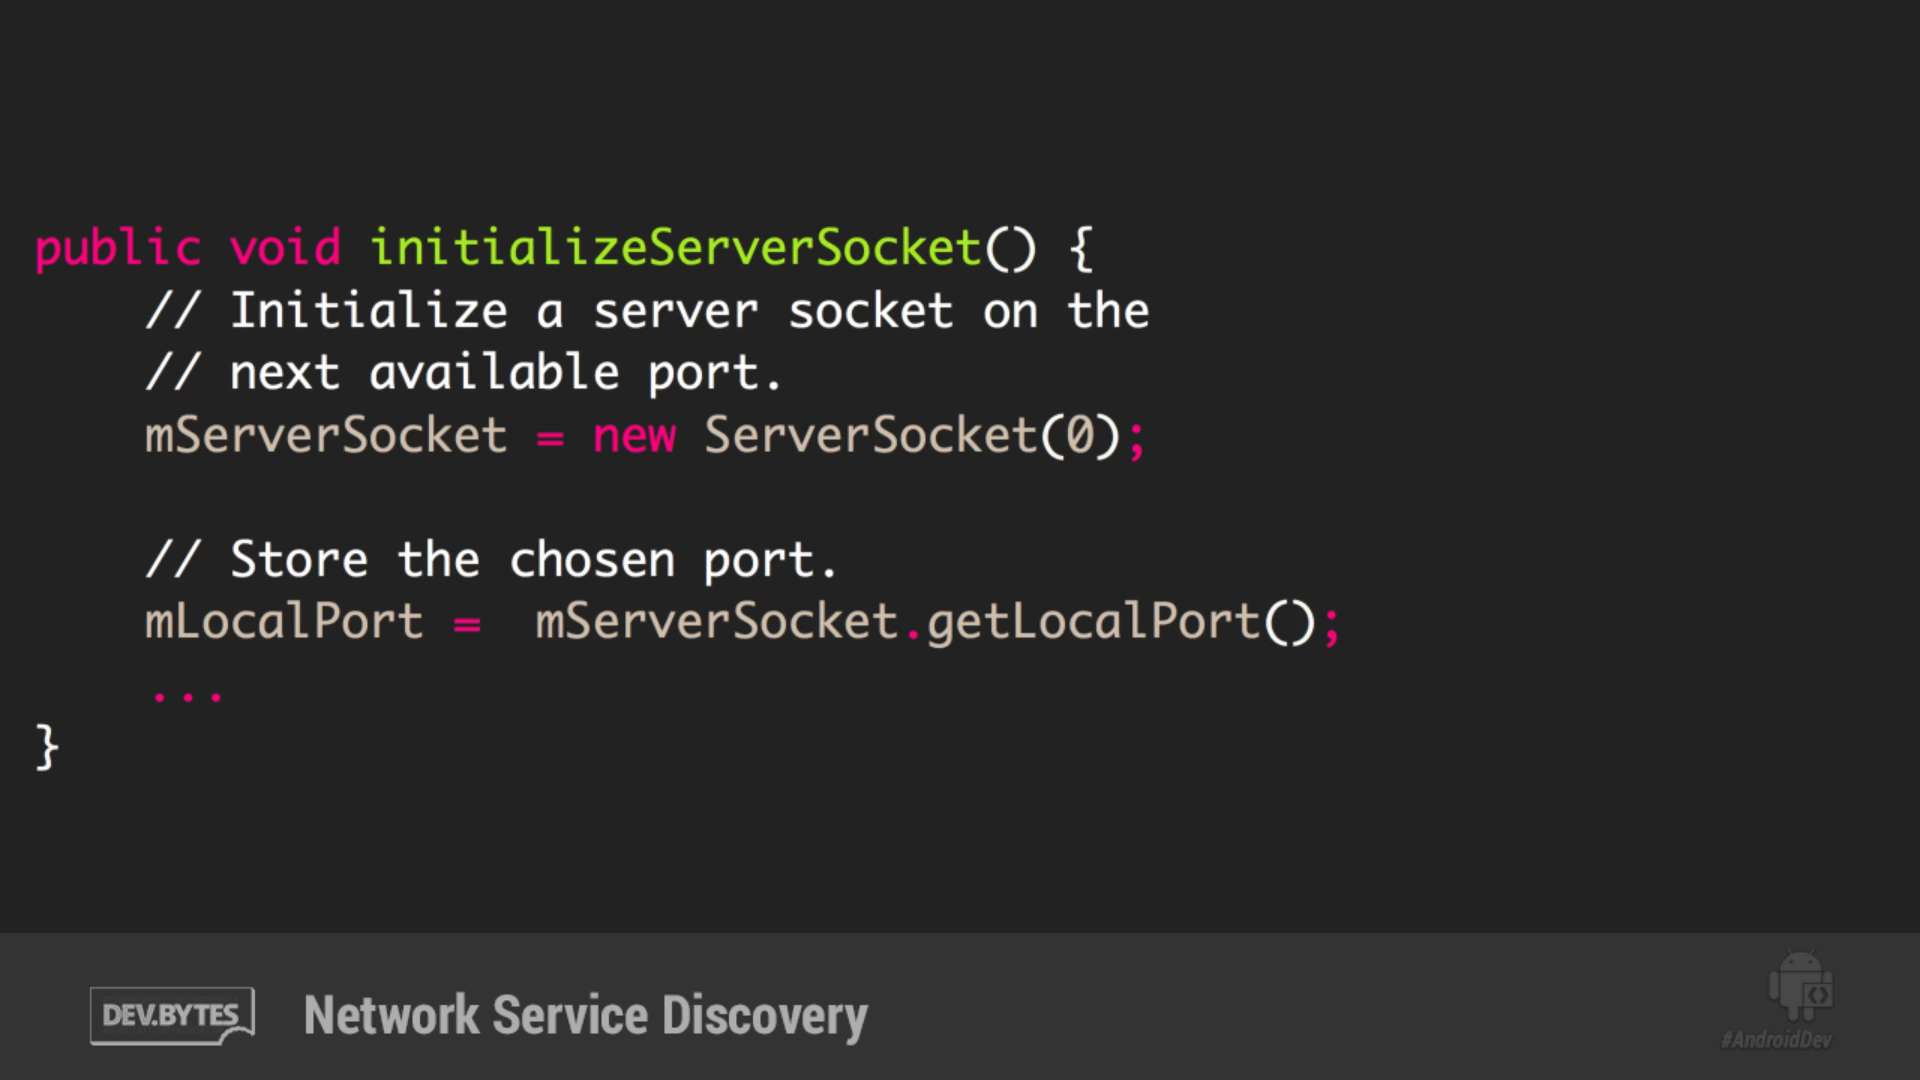 public void initializeServerSocket() {
    // Initialize a server socket on the
    // next available port.
    mServerSocket = new ServerSocket(0);

    // Store the chosen port.
    mLocalPort =  mServerSocket.getLocalPort();
    ...
}
DEV.BYTES Network Service Discovery
#AndroidDev